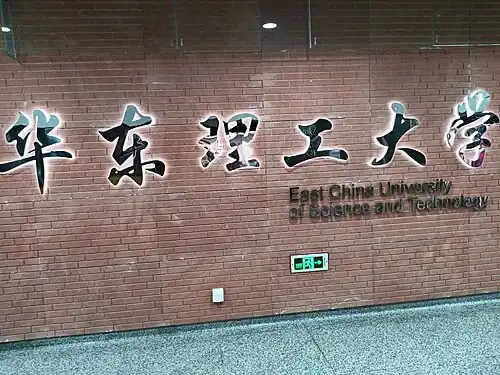 华东理工大学
East China University
of Science and Technology